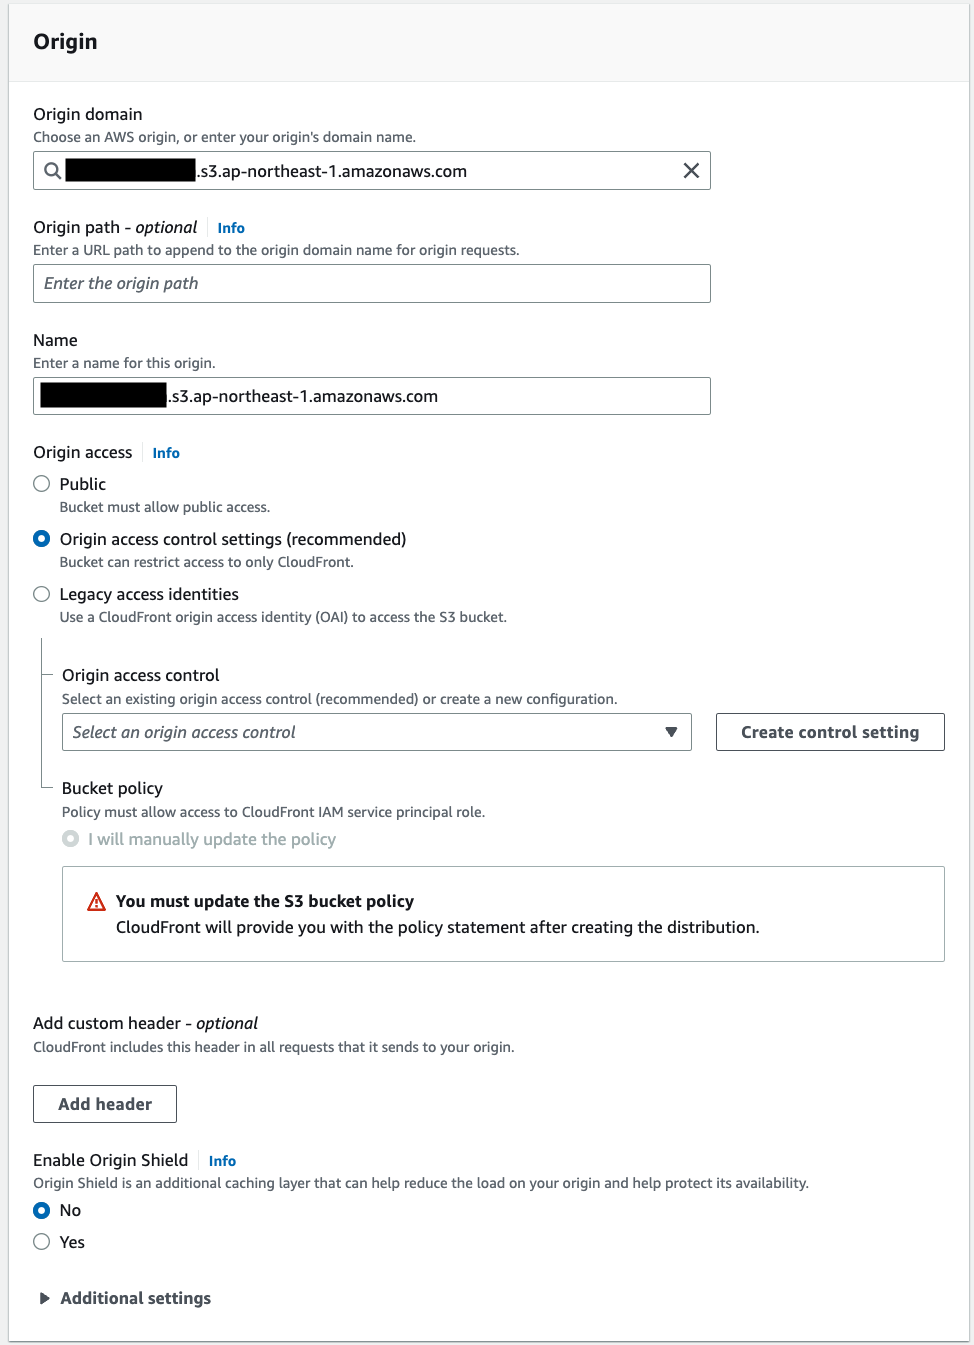 Origin
Origin domain
Choose an AWS origin, or enter your origin's domain name.
.s3.ap-northeast-1.amazonaws.com
Origin path - optional Info
Enter a URL path to append to the origin domain name for origin requests.
Enter the origin path
Name
Enter a name for this origin.
.s3.ap-northeast-1.amazonaws.com
Origin access Info
Public
Bucket must allow public access.
Origin access control settings (recommended)
Bucket can restrict access to only CloudFront.
Legacy access identities
Use a CloudFront origin access identity (OAI) to access the S3 bucket.
Origin access control
Select an existing origin access control (recommended) or create a new configuration.
Select an origin access control Create control setting
Bucket policy
Policy must allow access to CloudFront IAM service principal role.
I will manually update the policy
You must update the S3 bucket policy
CloudFront will provide you with the policy statement after creating the distribution.
Add custom header - optional
CloudFront includes this header in all requests that it sends to your origin.
Add header
Enable Origin Shield Info
Origin Shield is an additional caching layer that can help reduce the load on your origin and help protect its availability.
No
Yes
Additional settings